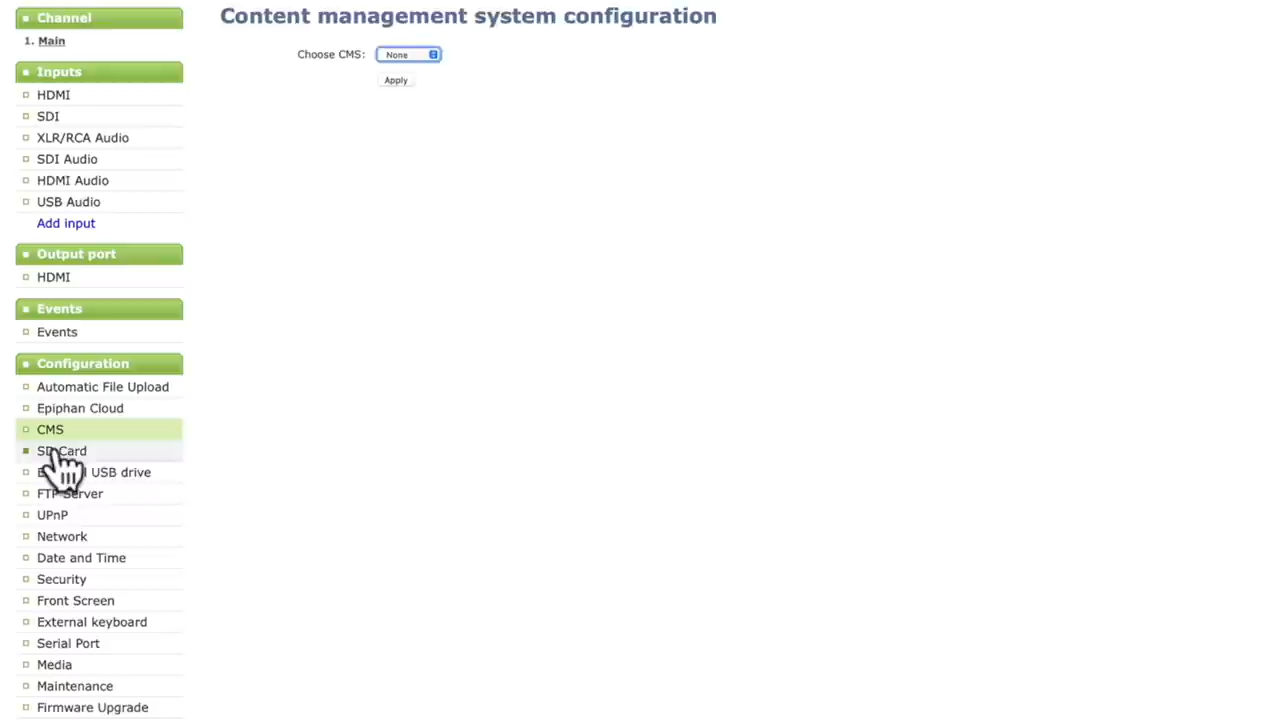 Channel
1. Main
Inputs
HDMI
SDI
XLR/RCA Audio
SDI Audio
HDMI Audio
USB Audio
Add input
Output port
HDMI
Events
Events
Configuration
Automatic File Upload
Epiphan Cloud
CMS
SD Card
USB drive
FTP Server
UPnP
Network
Date and Time
Security
Front Screen
External keyboard
Serial Port
Media
Maintenance
Firmware Upgrade
Content management system configuration
Choose CMS: None
Apply